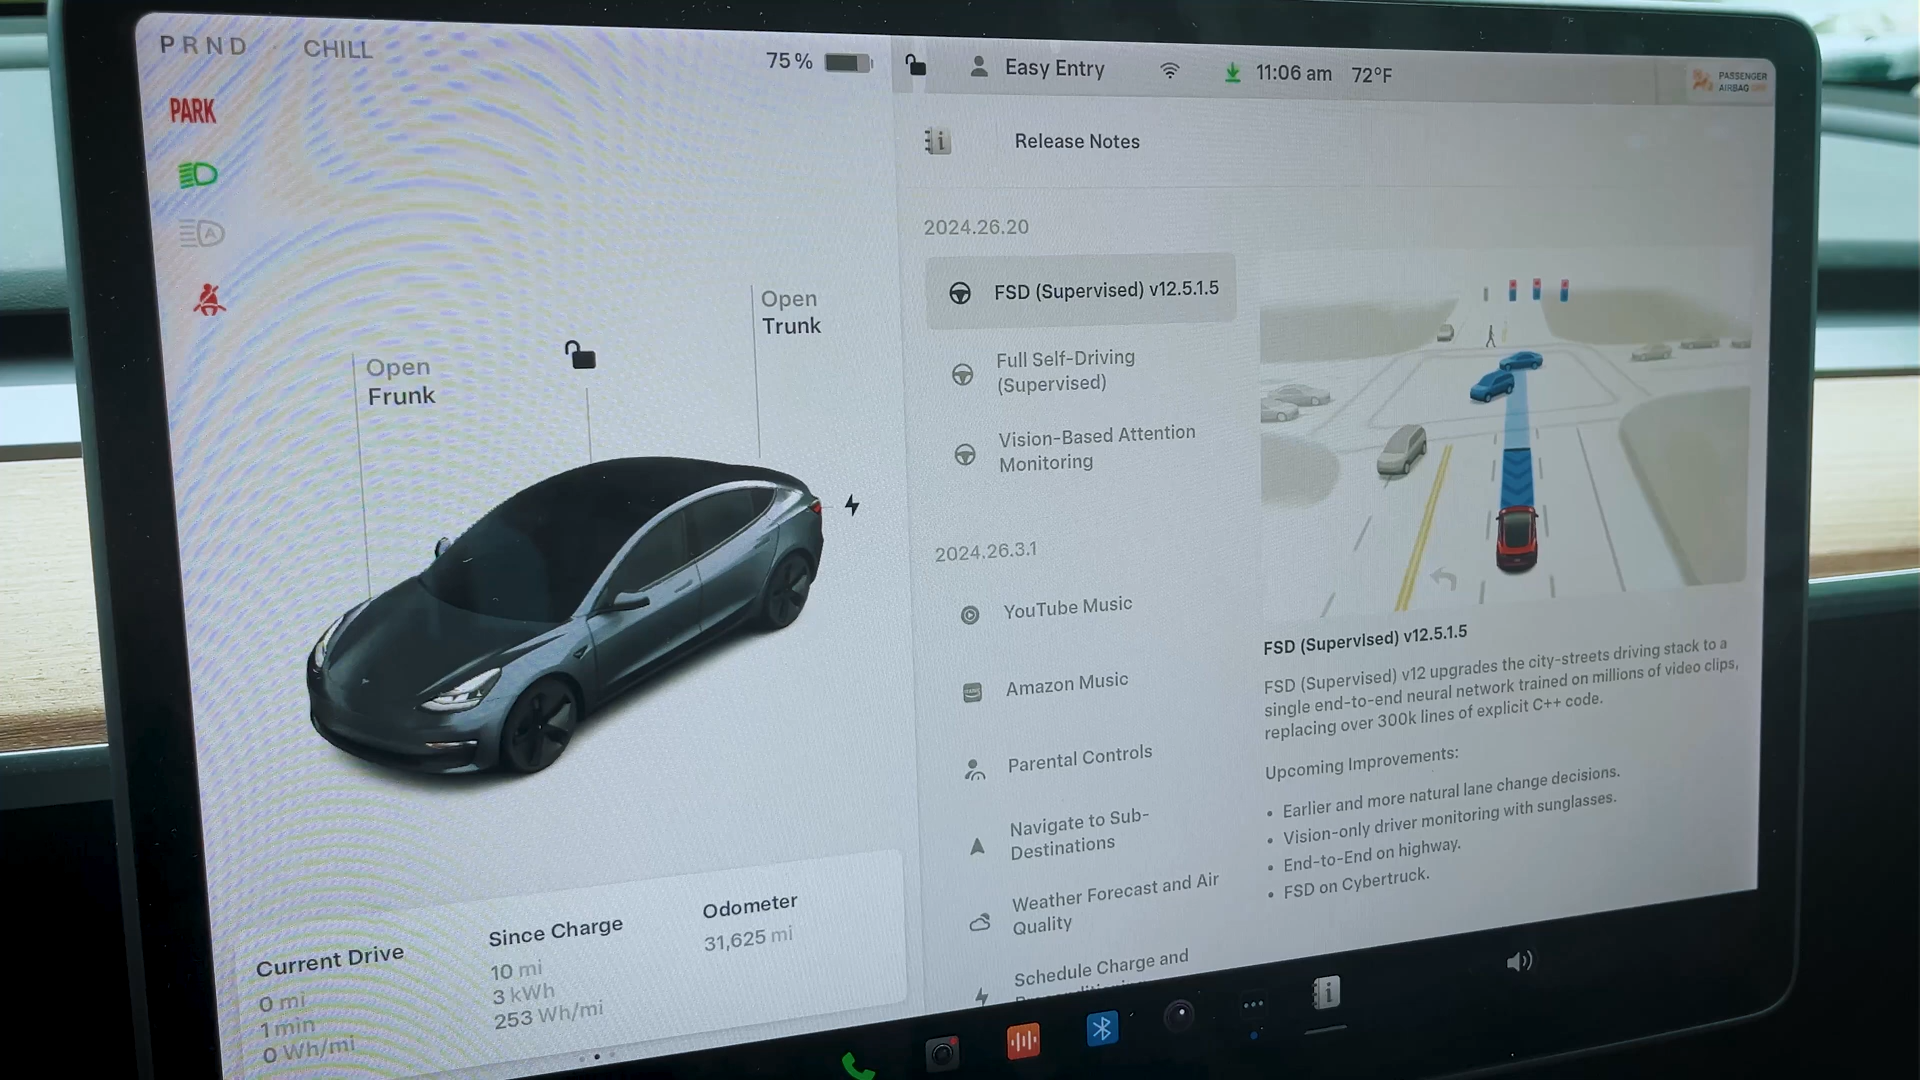 P R N D
CHILL
75 %
Easy Entry
11:06 am
72°F
PASSENGER
AIRBAG OFF
PARK
A
Open
Frunk
Open
Trunk
Current Drive
0 mi
1 min
0 Wh/mi
Since Charge
10 mi
3 kWh
253 Wh/mi
Odometer
31,625 mi
Release Notes
2024.26.20
FSD (Supervised) v12.5.1.5
Full Self-Driving
(Supervised)
Vision-Based Attention
Monitoring
2024.26.3.1
YouTube Music
Amazon Music
Parental Controls
Navigate to Sub-
Destinations
Weather Forecast and Air
Quality
Schedule Charge and
FSD (Supervised) v12.5.1.5
FSD (Supervised) v12 upgrades the city-streets driving stack to a
single end-to-end neural network trained on millions of video clips,
replacing over 300k lines of explicit C++ code.
Upcoming Improvements:
• Earlier and more natural lane change decisions.
• Vision-only driver monitoring with sunglasses.
• End-to-End on highway.
• FSD on Cybertruck.